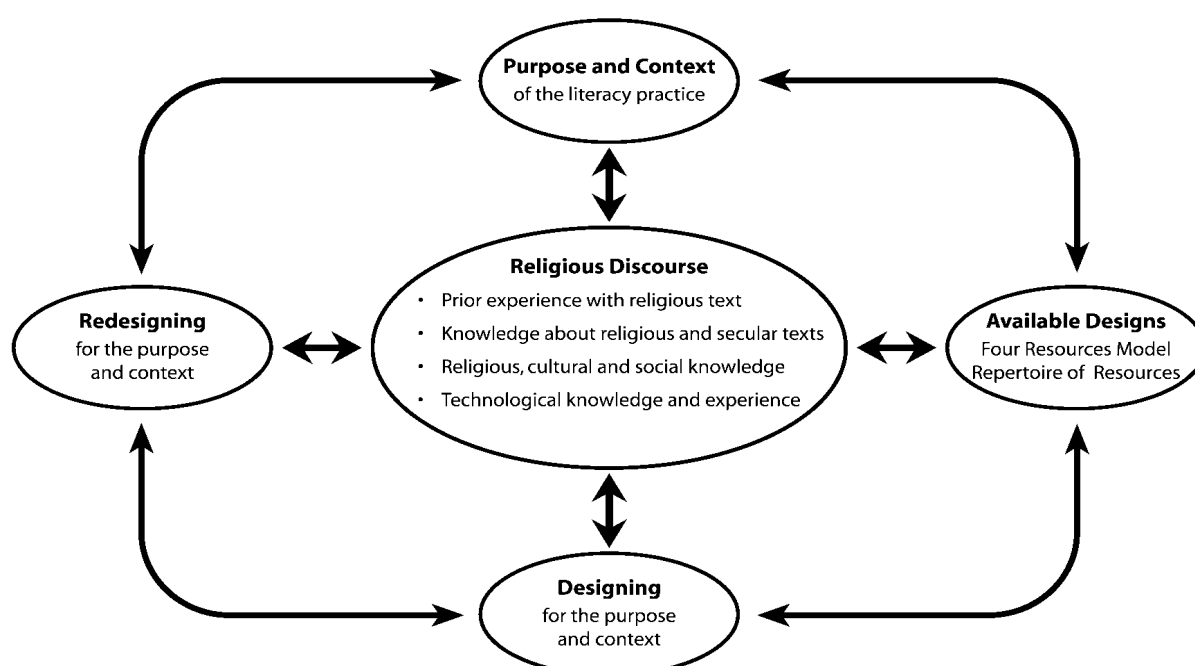 Purpose and Context
of the literacy practice
Religious Discourse
• Prior experience with religious text
• Knowledge about religious and secular texts
• Religious, cultural and social knowledge
• Technological knowledge and experience
Redesigning
for the purpose
and context
Available Designs
Four Resources Model
Repertoire of Resources
Designing
for the purpose
and context